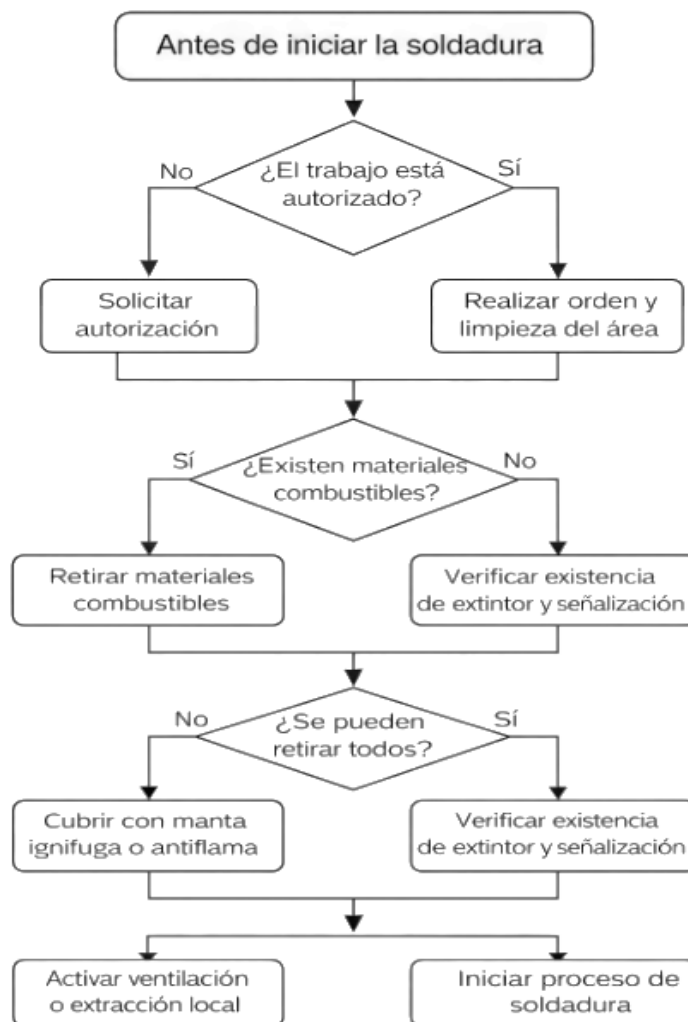 Antes de iniciar la soldadura
¿El trabajo está
autorizado?
No
Sí
Solicitar
autorización
Realizar orden y
limpieza del área
¿Existen materiales
combustibles?
Sí
No
Retirar materiales
combustibles
Verificar existencia
de extintor y señalización
¿Se pueden
retirar todos?
No
Sí
Cubrir con manta
ignifuga o antiflama
Verificar existencia
de extintor y señalización
Activar ventilación
o extracción local
Iniciar proceso de
soldadura